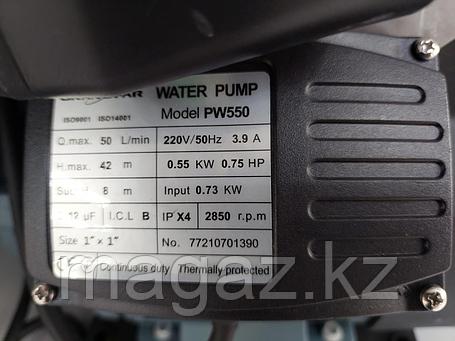 WATER PUMP
Model PW550
ISO9001 ISO14001
Q.max. 50 L/min 220V/50Hz 3.9 A
H.max. 42 m 0.55 KW 0.75 HP
8 m Input 0.73 KW
12 µF I.C.L B IP X4 2850 r.p.m
Size 1" × 1" No. 77210701390
Continuous duty Thermally protected
magaz.kz